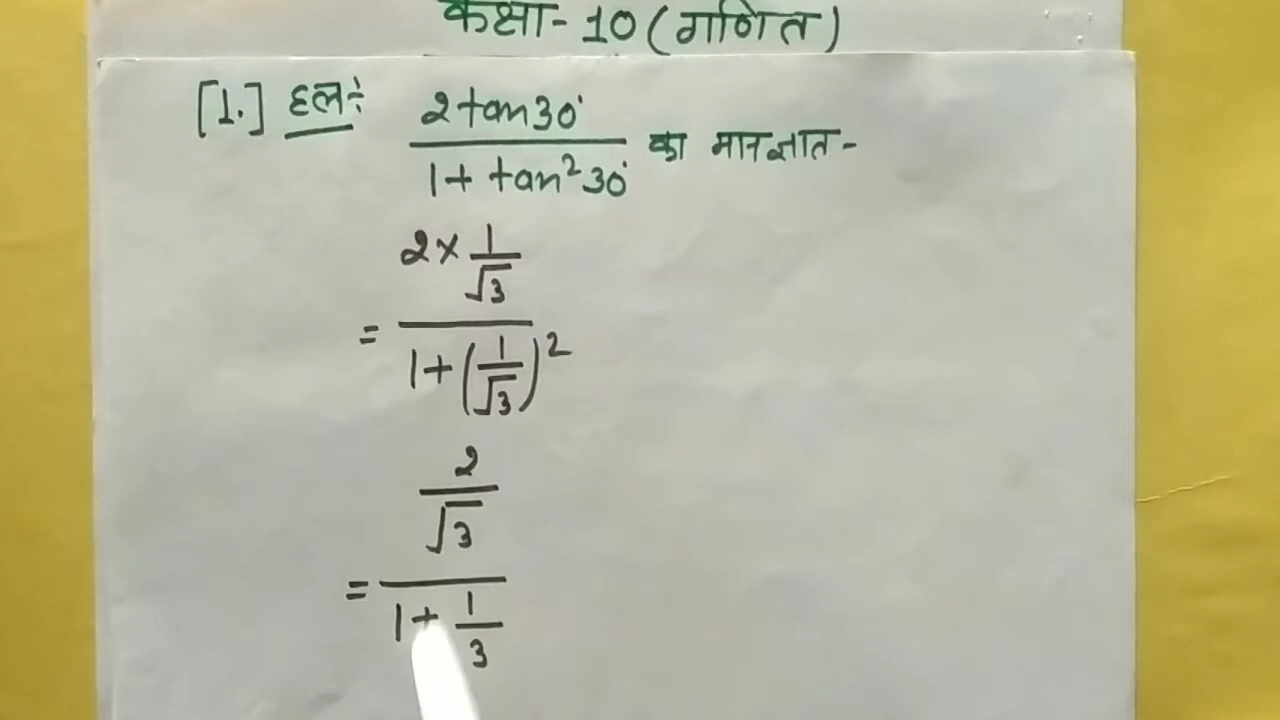 कक्षा-10 (गणित)
[1.] हल÷ 2tan30° / 1+tan²30° का मान ज्ञात-
= 2×1/√3 / 1+(1/√3)²
= 2/√3 / 1+1/3